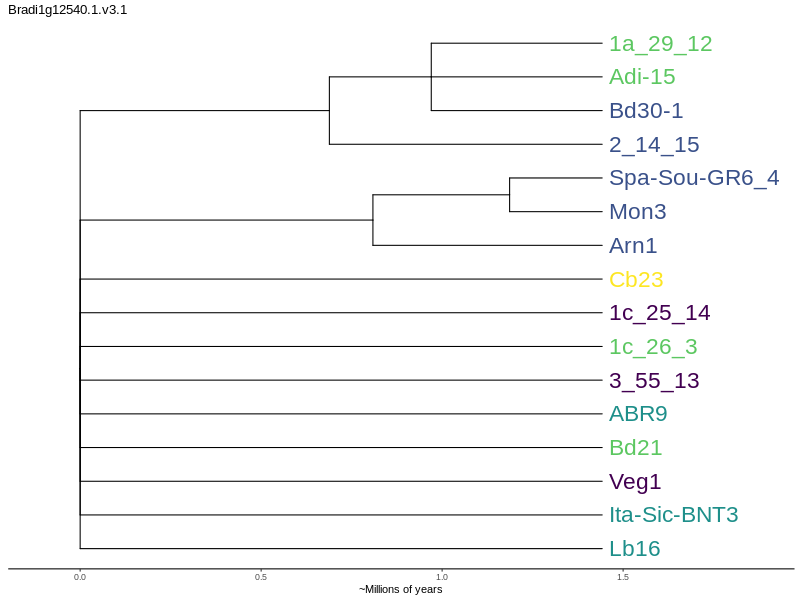 Bradi1g12540.1.v3.1
1a_29_12
Adi-15
Bd30-1
2_14_15
Spa-Sou-GR6_4
Mon3
Arn1
Cb23
1c_25_14
1c_26_3
3_55_13
ABR9
Bd21
Veg1
Ita-Sic-BNT3
Lb16
0.0 0.5 1.0 1.5
~Millions of years